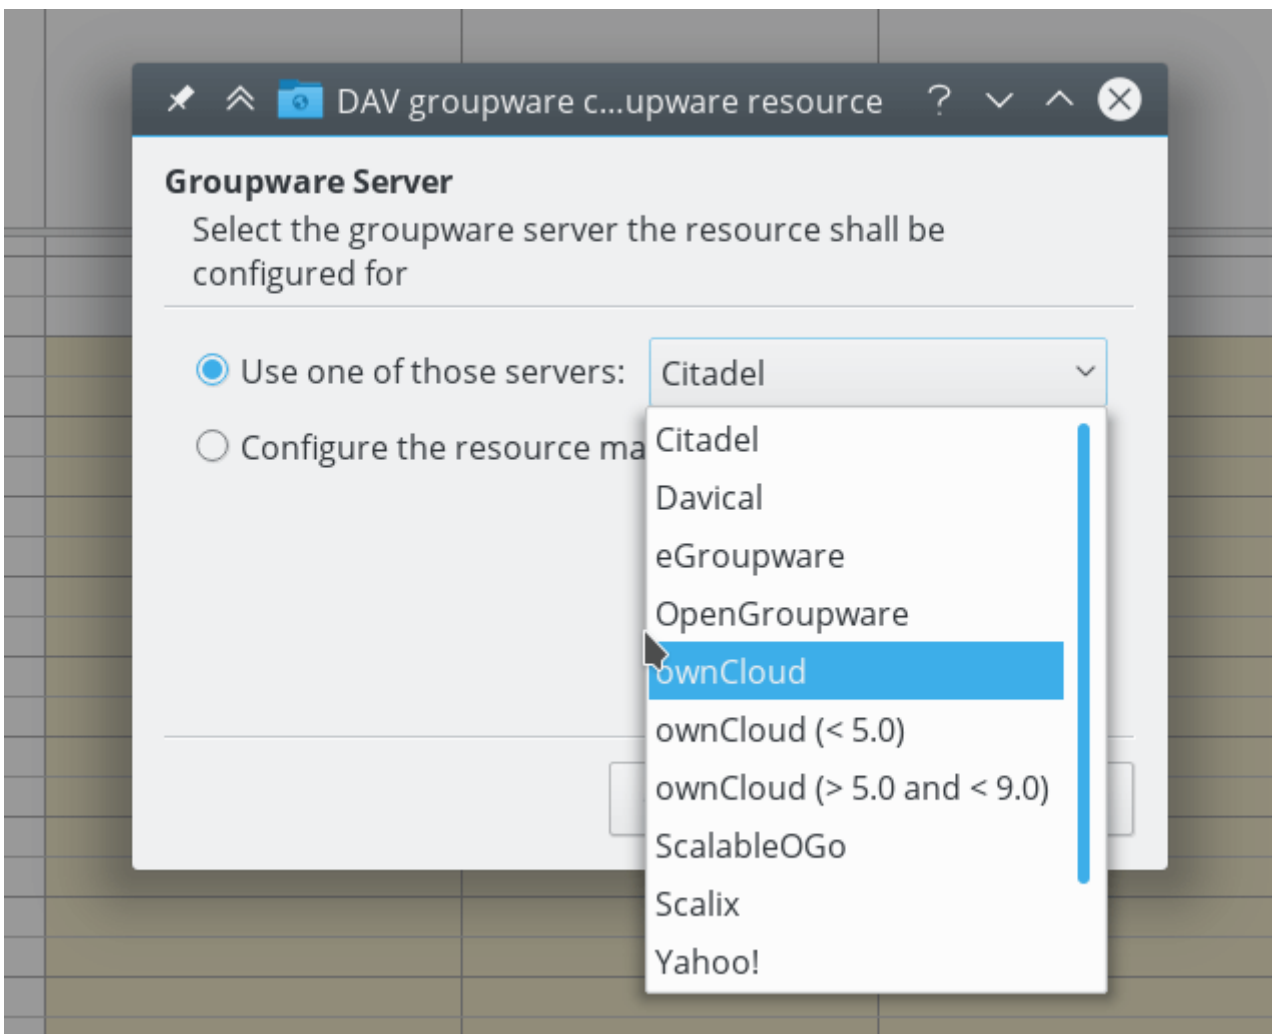 DAV groupware c...upware resource
Groupware Server
Select the groupware server the resource shall be
configured for
Use one of those servers:
Citadel
Configure the resource ma
Citadel
Davical
eGroupware
OpenGroupware
ownCloud
ownCloud (< 5.0)
ownCloud (> 5.0 and < 9.0)
ScalableOGo
Scalix
Yahoo!